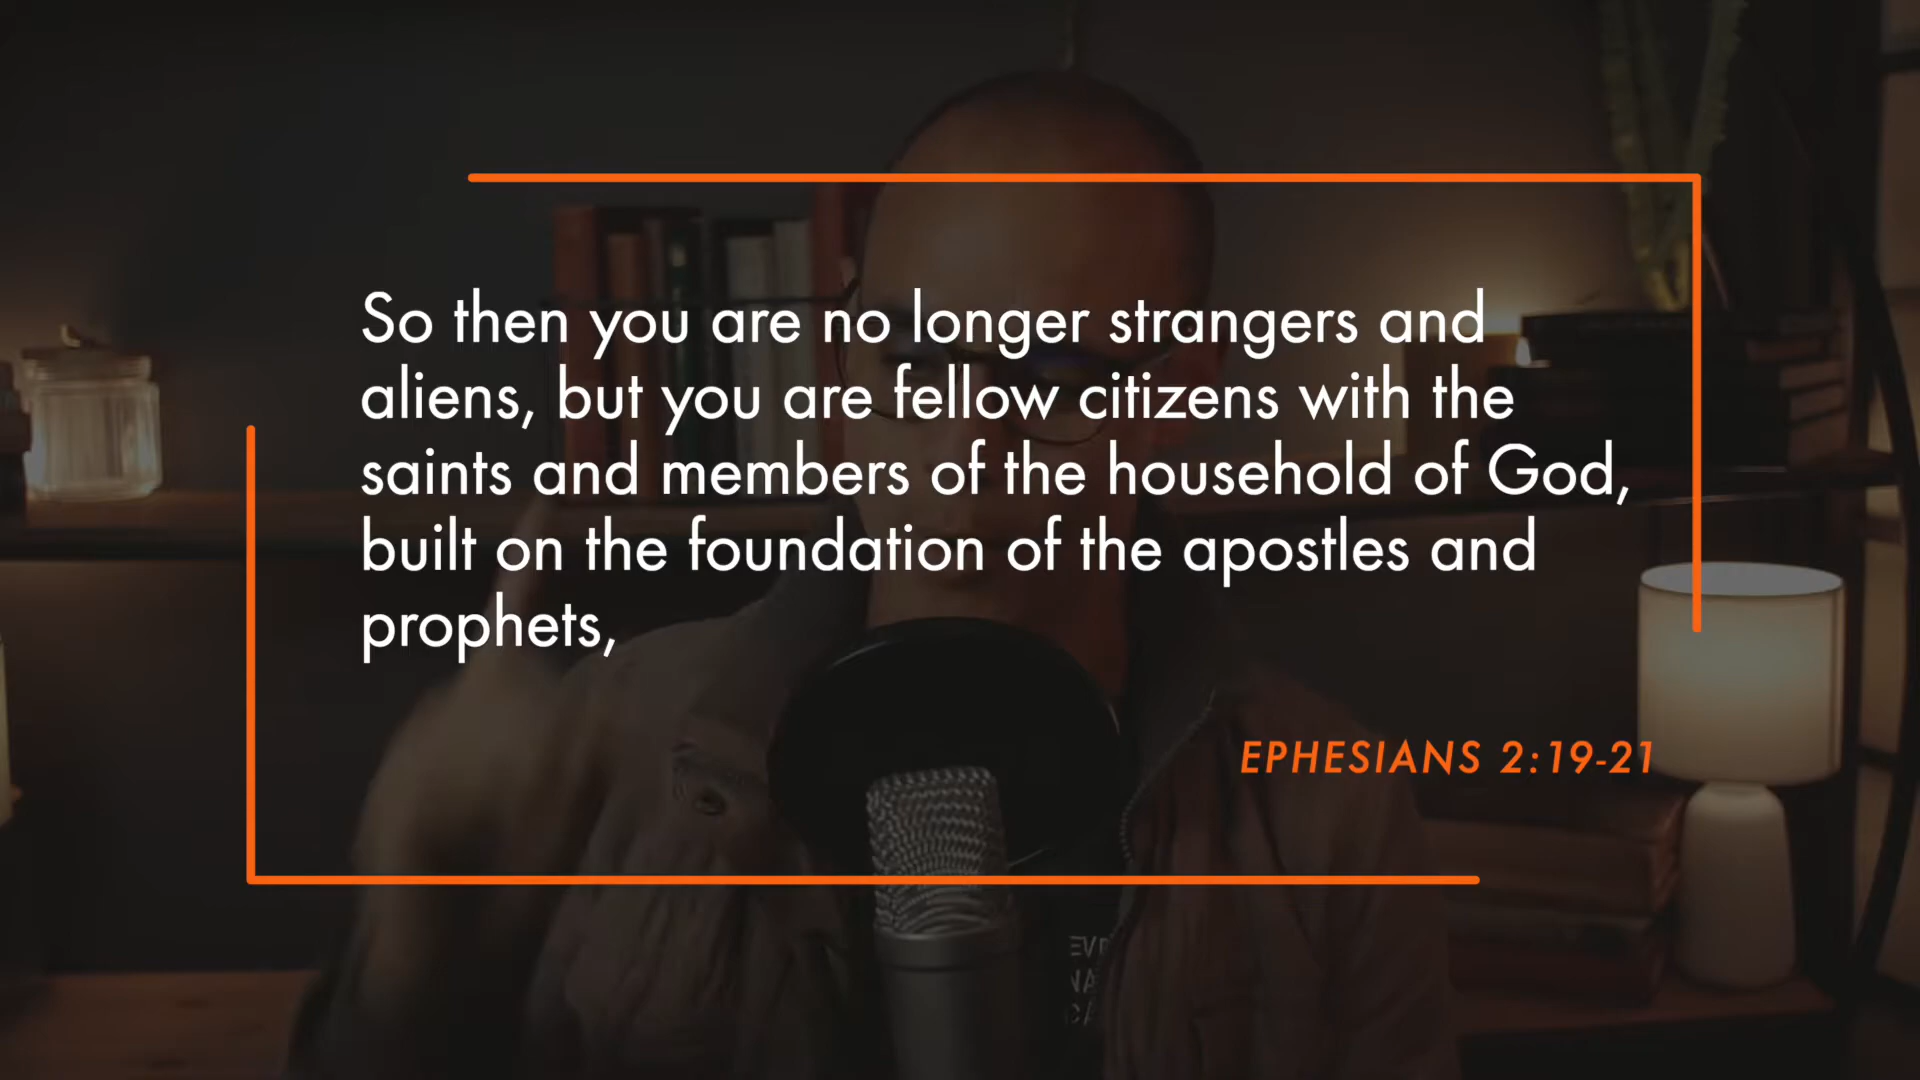 So then you are no longer strangers and
aliens, but you are fellow citizens with the
saints and members of the household of God,
built on the foundation of the apostles and
prophets,
EPHESIANS 2:19-21